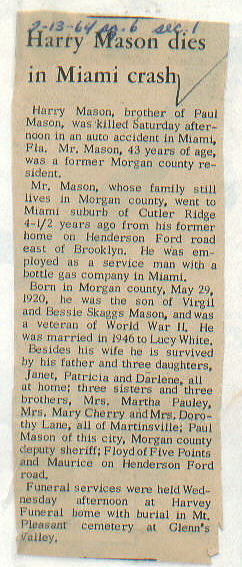 2-13-64 pg. 6 sec. 1
Harry Mason dies
in Miami crash
Harry Mason, brother of Paul
Mason, was killed Saturday after-
noon in an auto accident in Miami,
Fla. Mr. Mason, 43 years of age,
was a former Morgan county re-
sident.
Mr. Mason, whose family still
lives in Morgan county, went to
Miami suburb of Cutler Ridge
4-1/2 years ago from his former
home on Henderson Ford road
east of Brooklyn. He was em-
ployed as a service man with a
bottle gas company in Miami.
Born in Morgan county, May 29,
1920, he was the son of Virgil
and Bessie Skaggs Mason, and was
a veteran of World War II. He
was married in 1946 to Lucy White.
Besides his wife he is survived
by his father and three daughters,
Janet, Patricia and Darlene, all
at home; three sisters and three
brothers, Mrs. Martha Pauley,
Mrs. Mary Cherry and Mrs. Doro-
thy Lane, all of Martinsville; Paul
Mason of this city, Morgan county
deputy sheriff; Floyd of Five Points
and Maurice on Henderson Ford
road.
Funeral services were held Wed-
nesday afternoon at Harvey
Funeral home with burial in Mt.
Pleasant cemetery at Glenn's
Valley.